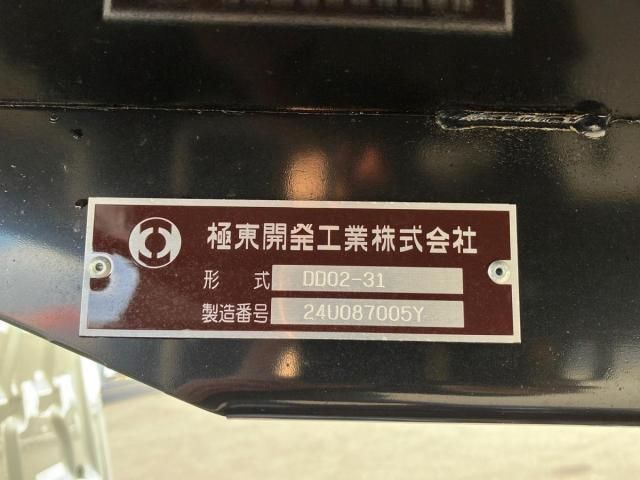 極東開発工業株式会社
形 式 DD02-31
製造番号 24U087005Y